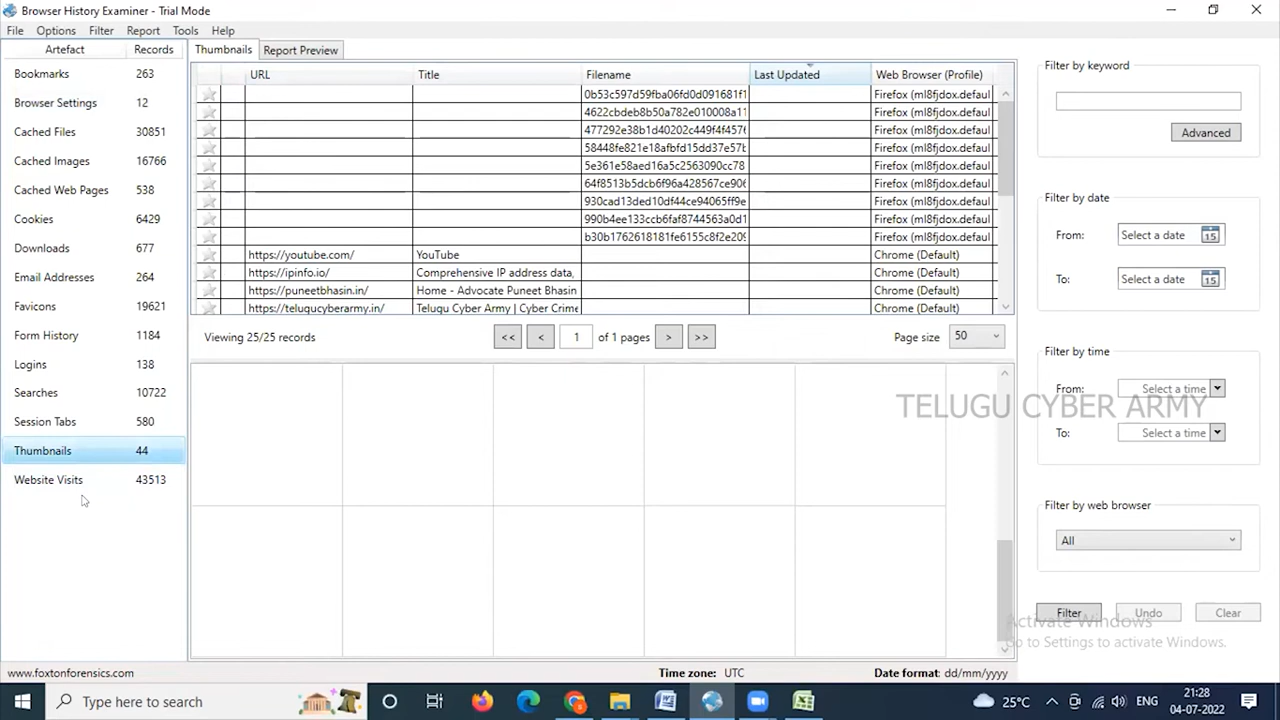 Browser History Examiner - Trial Mode
File Options Filter Report Tools Help
Artefact Records
Bookmarks 263
Browser Settings 12
Cached Files 30851
Cached Images 16766
Cached Web Pages 538
Cookies 6429
Downloads 677
Email Addresses 264
Favicons 19621
Form History 1184
Logins 138
Searches 10722
Session Tabs 580
Thumbnails 44
Website Visits 43513
Thumbnails Report Preview
URL Title Filename Last Updated Web Browser (Profile)
0b53c597d59fba06fd0d091681f1 Firefox (ml8fjdox.defaul
4622cbdeb8b50a782e010008a11 Firefox (ml8fjdox.defaul
477292e38b1d40202c449f4f457 Firefox (ml8fjdox.defaul
58448fe821e18afbfd15dd37e57b Firefox (ml8fjdox.defaul
5e361e58aed16a5c2563090cc78 Firefox (ml8fjdox.defaul
64f8513b5dcb6f96a428567ce906 Firefox (ml8fjdox.defaul
930cad13ded10df44ce94065ff9e Firefox (ml8fjdox.defaul
990b4ee133ccb6faf8744563a0d1 Firefox (ml8fjdox.defaul
b30b1762618181fe6155c8f2e209 Firefox (ml8fjdox.defaul
https://youtube.com/ YouTube Chrome (Default)
https://ipinfo.io/ Comprehensive IP address data, Chrome (Default)
https://puneetbhasin.in/ Home - Advocate Puneet Bhasin Chrome (Default)
https://telugucyberarmy.in/ Telugu Cyber Army | Cyber Crime Chrome (Default)
Viewing 25/25 records << < 1 of 1 pages > >> Page size 50
Filter by keyword
Advanced
Filter by date
From: Select a date 15
To: Select a date 15
Filter by time
From: Select a time
TELUGU CYBER ARMY
To: Select a time
Filter by web browser
All
Filter Undo Clear
Activate Windows
Go to Settings to activate Windows.
www.foxtonforensics.com Time zone: UTC Date format: dd/mm/yyyy
Type here to search 25°C ENG 21:28
04-07-2022